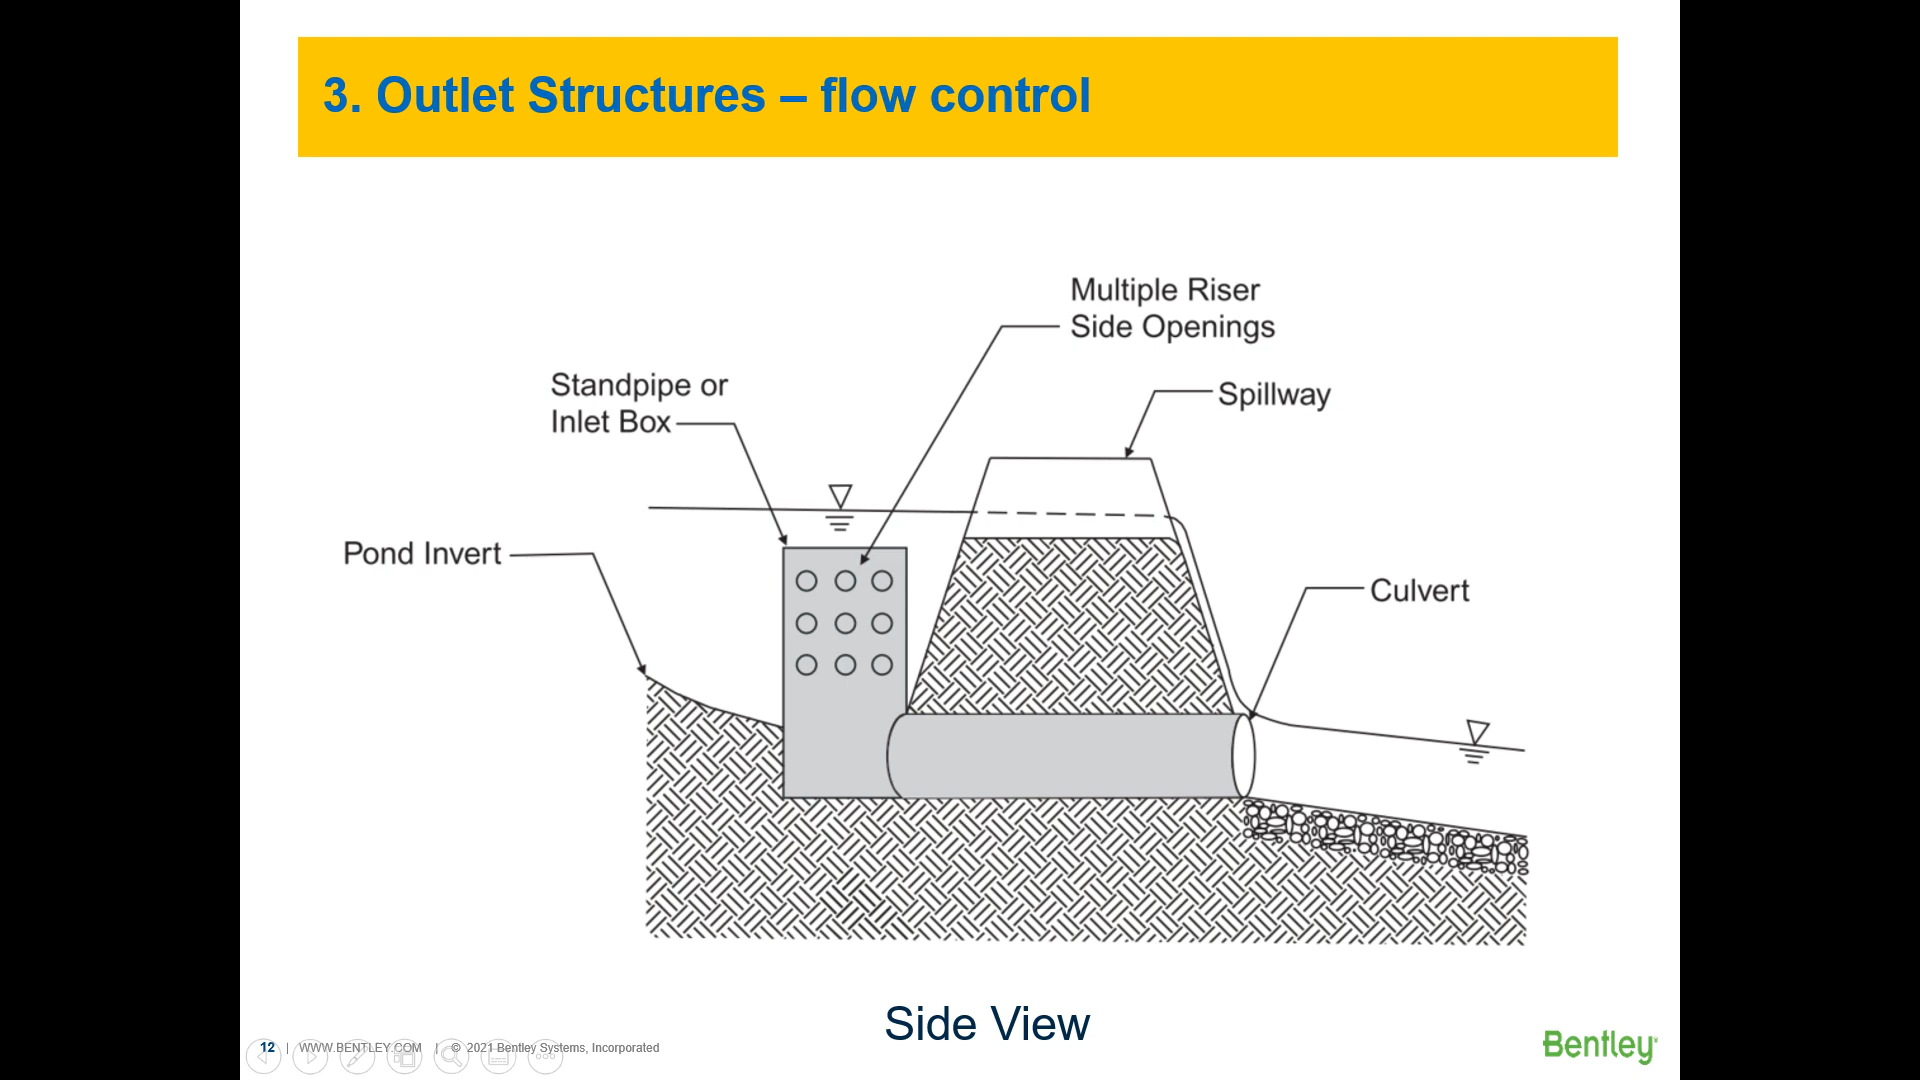 3. Outlet Structures – flow control
Multiple Riser
Side Openings
Standpipe or
Inlet Box
Spillway
Pond Invert
Culvert
Side View
12 | WWW.BENTLEY.COM | © 2021 Bentley Systems, Incorporated
Bentley